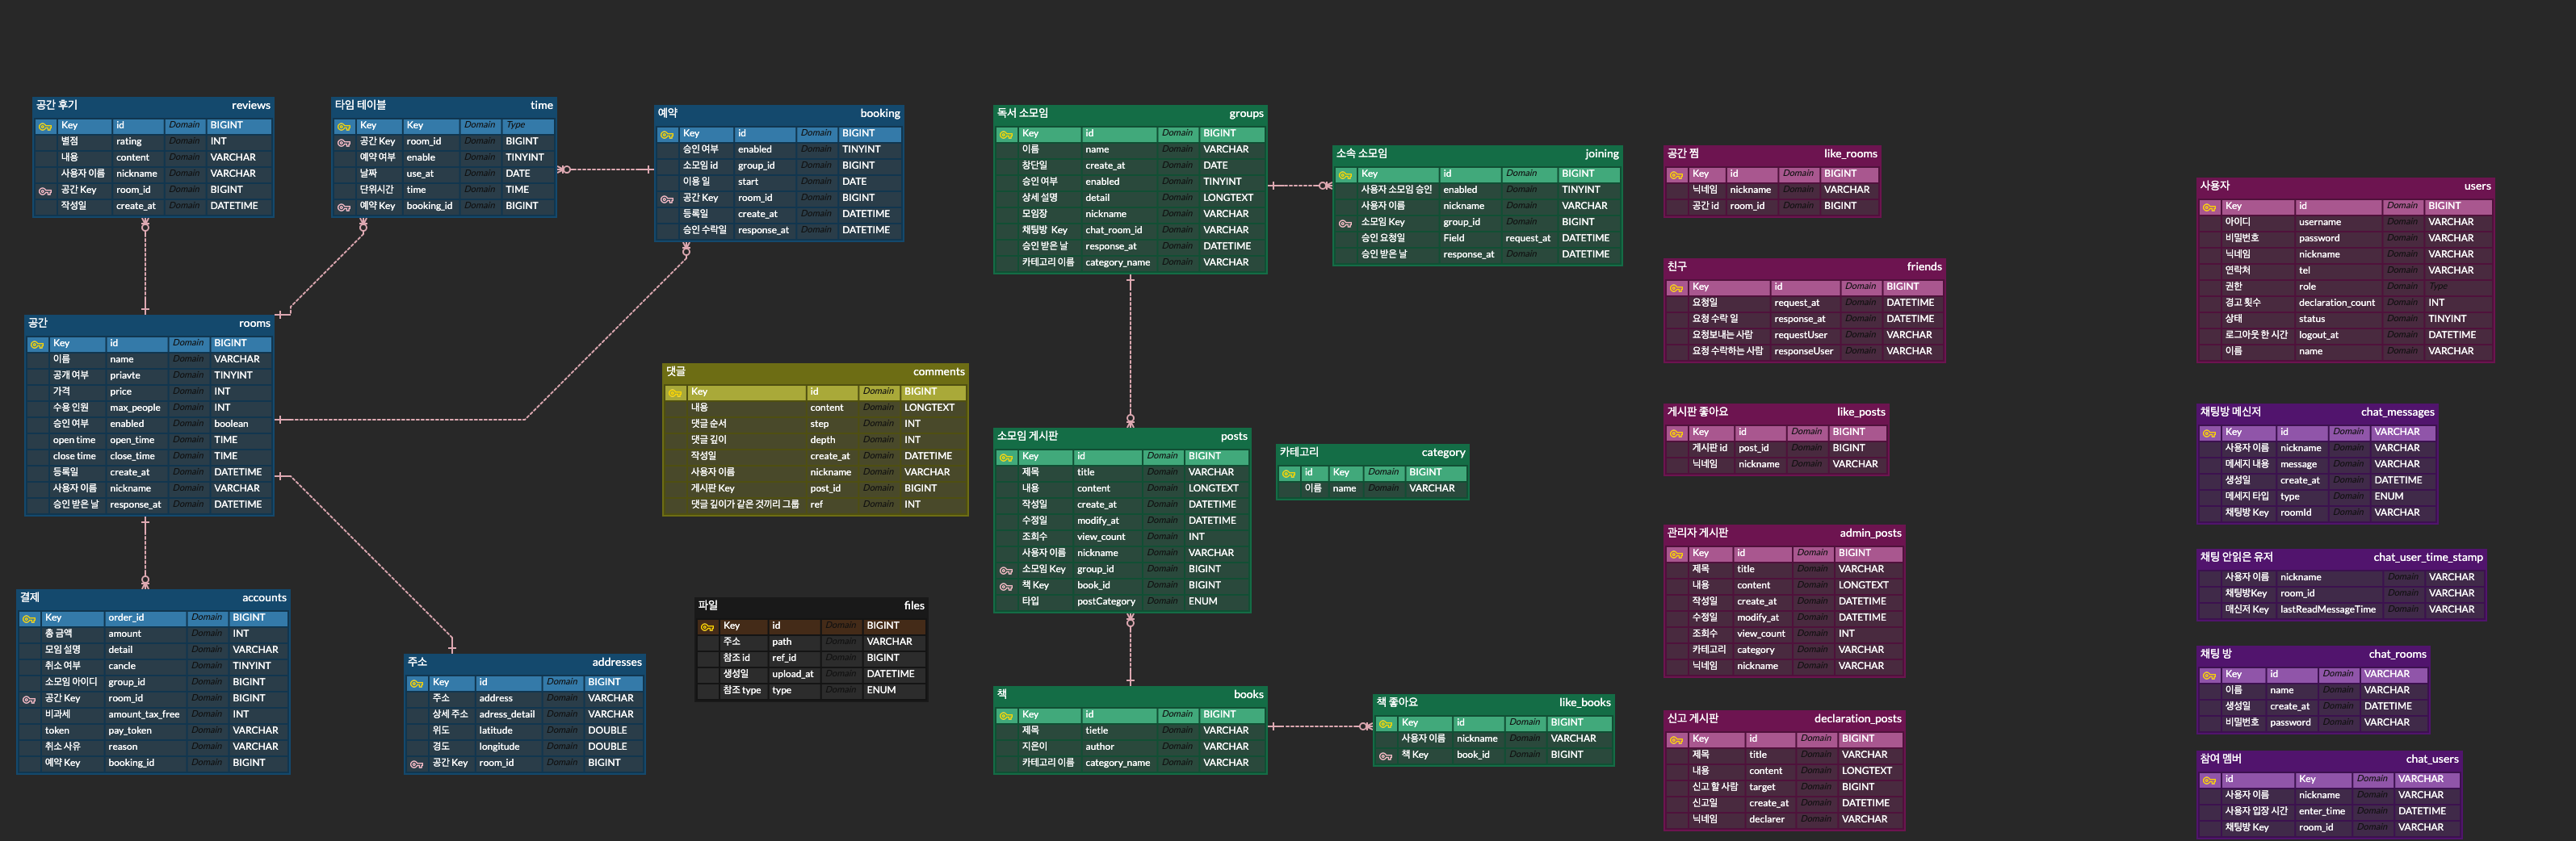 공간 후기 reviews
Key id Domain BIGINT
별점 rating Domain INT
내용 content Domain VARCHAR
사용자 이름 nickname Domain VARCHAR
공간 Key room_id Domain BIGINT
작성일 create_at Domain DATETIME
타임 테이블 time
Key Key Domain Type
공간 Key room_id Domain BIGINT
예약 여부 enable Domain TINYINT
날짜 use_at Domain DATE
단위시간 time Domain TIME
예약 Key booking_id Domain BIGINT
예약 booking
Key id Domain BIGINT
승인 여부 enabled Domain TINYINT
소모임 id group_id Domain BIGINT
이용 일 start Domain DATE
공간 Key room_id Domain BIGINT
등록일 create_at Domain DATETIME
승인 수락일 response_at Domain DATETIME
공간 rooms
Key id Domain BIGINT
이름 name Domain VARCHAR
공개 여부 priavte Domain TINYINT
가격 price Domain INT
수용 인원 max_people Domain INT
승인 여부 enabled Domain boolean
open time open_time Domain TIME
close time close_time Domain TIME
등록일 create_at Domain DATETIME
사용자 이름 nickname Domain VARCHAR
승인 받은 날 response_at Domain DATETIME
결제 accounts
Key order_id Domain BIGINT
총 금액 amount Domain INT
모임 설명 detail Domain VARCHAR
취소 여부 cancle Domain TINYINT
소모임 아이디 group_id Domain BIGINT
공간 Key room_id Domain BIGINT
비과세 amount_tax_free Domain INT
token pay_token Domain VARCHAR
취소 사유 reason Domain VARCHAR
예약 Key booking_id Domain BIGINT
주소 addresses
Key id Domain BIGINT
주소 address Domain VARCHAR
상세 주소 adress_detail Domain VARCHAR
위도 latitude Domain DOUBLE
경도 longitude Domain DOUBLE
공간 Key room_id Domain BIGINT
댓글 comments
Key id Domain BIGINT
내용 content Domain LONGTEXT
댓글 순서 step Domain INT
댓글 깊이 depth Domain INT
작성일 create_at Domain DATETIME
사용자 이름 nickname Domain VARCHAR
게시판 Key post_id Domain BIGINT
댓글 깊이가 같은 것끼리 그룹 ref Domain INT
파일 files
Key id Domain BIGINT
주소 path Domain VARCHAR
참조 id ref_id Domain BIGINT
생성일 upload_at Domain DATETIME
참조 type type Domain ENUM
독서 소모임 groups
Key id Domain BIGINT
이름 name Domain VARCHAR
창단일 create_at Domain DATE
승인 여부 enabled Domain TINYINT
상세 설명 detail Domain LONGTEXT
모임장 nickname Domain VARCHAR
채팅방 Key chat_room_id Domain VARCHAR
승인 받은 날 response_at Domain DATETIME
카테고리 이름 category_name Domain VARCHAR
소속 소모임 joining
Key id Domain BIGINT
사용자 소모임 승인 enabled Domain TINYINT
사용자 이름 nickname Domain VARCHAR
소모임 Key group_id Domain BIGINT
승인 요청일 Field request_at DATETIME
승인 받은 날 response_at Domain DATETIME
소모임 게시판 posts
Key id Domain BIGINT
제목 title Domain VARCHAR
내용 content Domain LONGTEXT
작성일 create_at Domain DATETIME
수정일 modify_at Domain DATETIME
조회수 view_count Domain INT
사용자 이름 nickname Domain VARCHAR
소모임 Key group_id Domain BIGINT
책 Key book_id Domain BIGINT
타입 postCategory Domain ENUM
카테고리 category
id Key Domain BIGINT
이름 name Domain VARCHAR
책 books
Key id Domain BIGINT
제목 tietle Domain VARCHAR
지은이 author Domain VARCHAR
카테고리 이름 category_name Domain VARCHAR
책 좋아요 like_books
Key id Domain BIGINT
사용자 이름 nickname Domain VARCHAR
책 Key book_id Domain BIGINT
공간 찜 like_rooms
Key id Domain BIGINT
닉네임 nickname Domain VARCHAR
공간 id room_id Domain BIGINT
친구 friends
Key id Domain BIGINT
요청일 request_at Domain DATETIME
요청 수락 일 response_at Domain DATETIME
요청보내는 사람 requestUser Domain VARCHAR
요청 수락하는 사람 responseUser Domain VARCHAR
게시판 좋아요 like_posts
Key id Domain BIGINT
게시판 id post_id Domain BIGINT
닉네임 nickname Domain VARCHAR
관리자 게시판 admin_posts
Key id Domain BIGINT
제목 title Domain VARCHAR
내용 content Domain LONGTEXT
작성일 create_at Domain DATETIME
수정일 modify_at Domain DATETIME
조회수 view_count Domain INT
카테고리 category Domain VARCHAR
닉네임 nickname Domain VARCHAR
신고 게시판 declaration_posts
Key id Domain BIGINT
제목 title Domain VARCHAR
내용 content Domain LONGTEXT
신고 할 사람 target Domain BIGINT
신고일 create_at Domain DATETIME
닉네임 declarer Domain VARCHAR
사용자 users
Key id Domain BIGINT
아이디 username Domain VARCHAR
비밀번호 password Domain VARCHAR
닉네임 nickname Domain VARCHAR
연락처 tel Domain VARCHAR
권한 role Domain Type
경고 횟수 declaration_count Domain INT
상태 status Domain TINYINT
로그아웃 한 시간 logout_at Domain DATETIME
이름 name Domain VARCHAR
채팅방 메신저 chat_messages
Key id Domain VARCHAR
사용자 이름 nickname Domain VARCHAR
메세지 내용 message Domain VARCHAR
생성일 create_at Domain DATETIME
메세지 타입 type Domain ENUM
채팅방 Key roomId Domain VARCHAR
채팅 안읽은 유저 chat_user_time_stamp
사용자 이름 nickname Domain VARCHAR
채팅방Key room_id Domain VARCHAR
매신저 Key lastReadMessageTime Domain VARCHAR
채팅 방 chat_rooms
Key id Domain VARCHAR
이름 name Domain VARCHAR
생성일 create_at Domain DATETIME
비밀번호 password Domain VARCHAR
참여 멤버 chat_users
id Key Domain VARCHAR
사용자 이름 nickname Domain VARCHAR
사용자 입장 시간 enter_time Domain DATETIME
채팅방 Key room_id Domain VARCHAR